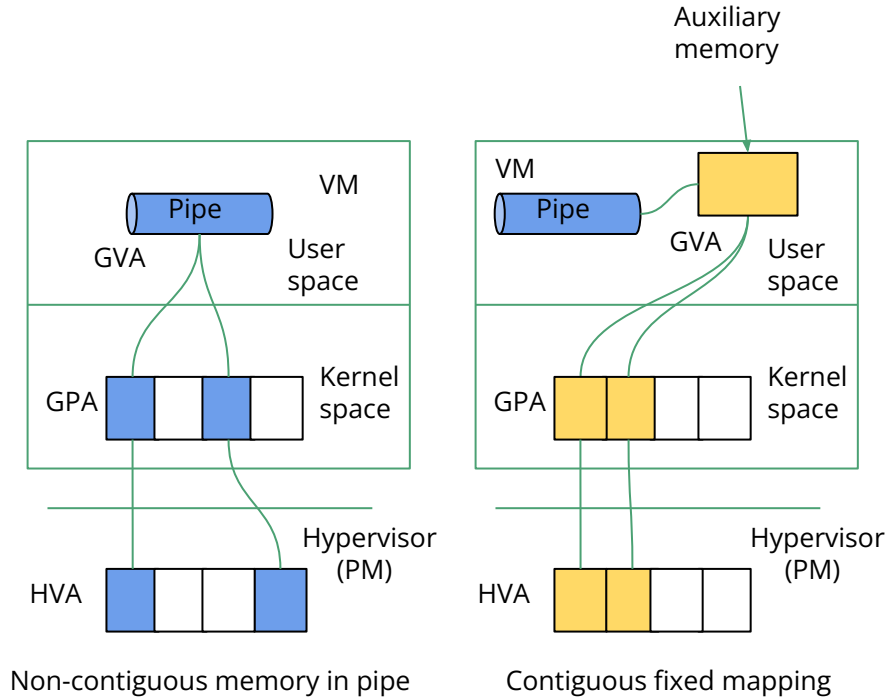 Auxiliary
memory
VM
Pipe
GVA
User
space
GPA
Kernel
space
Hypervisor
(PM)
HVA
Non-contiguous memory in pipe
VM
Pipe
GVA
User
space
GPA
Kernel
space
Hypervisor
(PM)
HVA
Contiguous fixed mapping